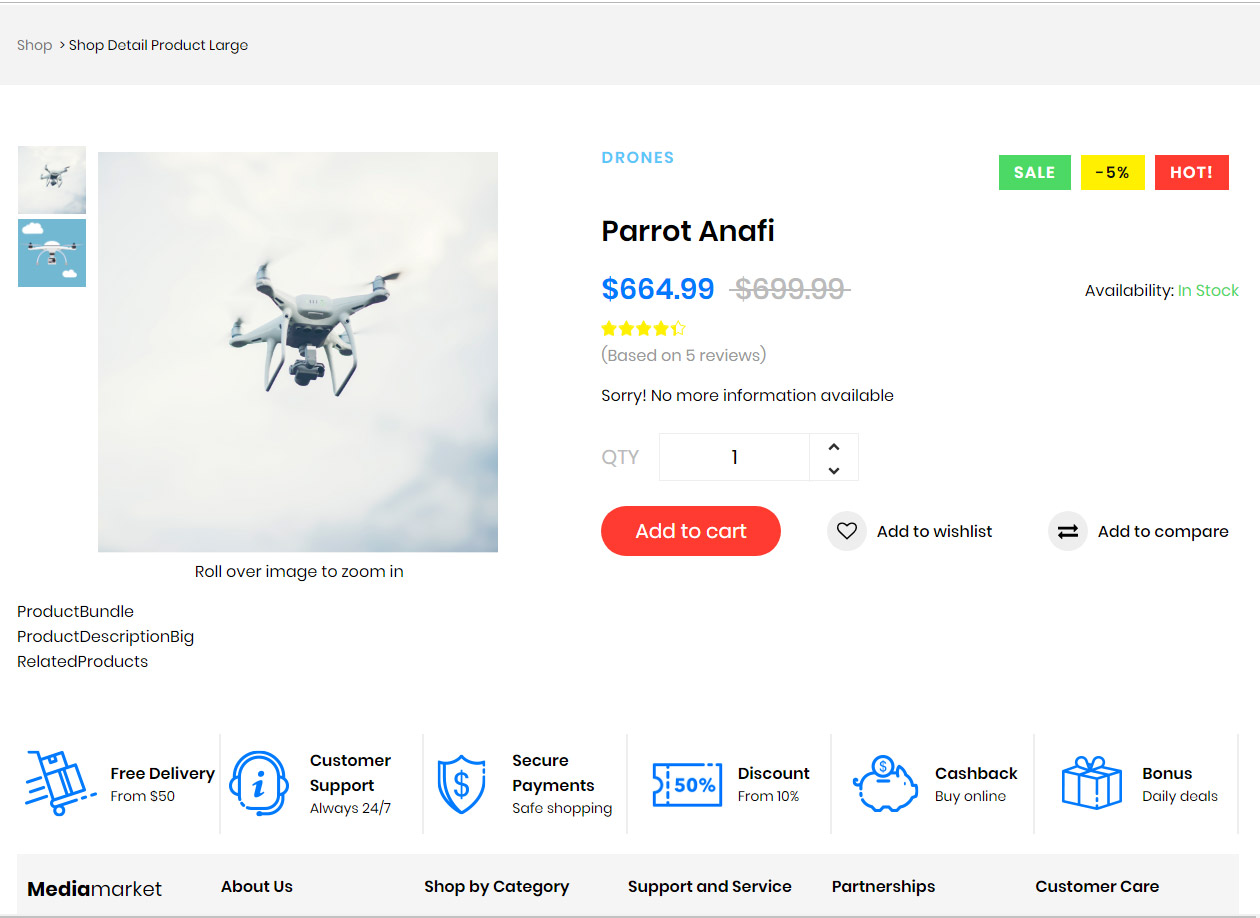 Shop > Shop Detail Product Large
DRONES
SALE
-5%
HOT!
Parrot Anafi
$664.99 $699.99
Availability: In Stock
(Based on 5 reviews)
Sorry! No more information available
QTY
1
Add to cart
Add to wishlist
Add to compare
Roll over image to zoom in
ProductBundle
ProductDescriptionBig
RelatedProducts
Free Delivery
From $50
Customer
Support
Always 24/7
$
Secure
Payments
Safe shopping
50%
Discount
From 10%
$
Cashback
Buy online
Bonus
Daily deals
Mediamarket
About Us
Shop by Category
Support and Service
Partnerships
Customer Care